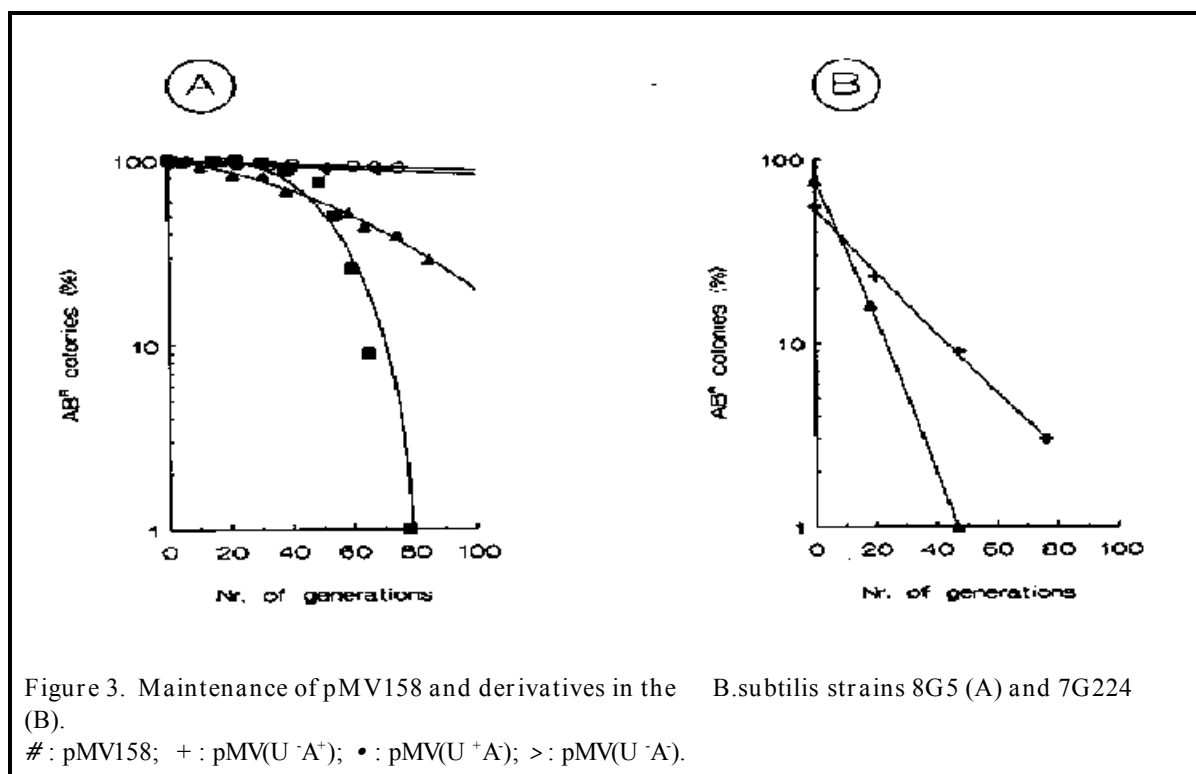 A
B
100
10
1
AB^R colonies (%)
0 20 40 60 80 100
Nr. of generations
100
10
1
AB^R colonies (%)
0 20 40 60 80 100
Nr. of generations
Figure 3. Maintenance of pMV158 and derivatives in the B.subtilis strains 8G5 (A) and 7G224
(B).
# : pMV158; + : pMV(U⁻A⁺); • : pMV(U⁺A⁻); > : pMV(U⁻A⁻).